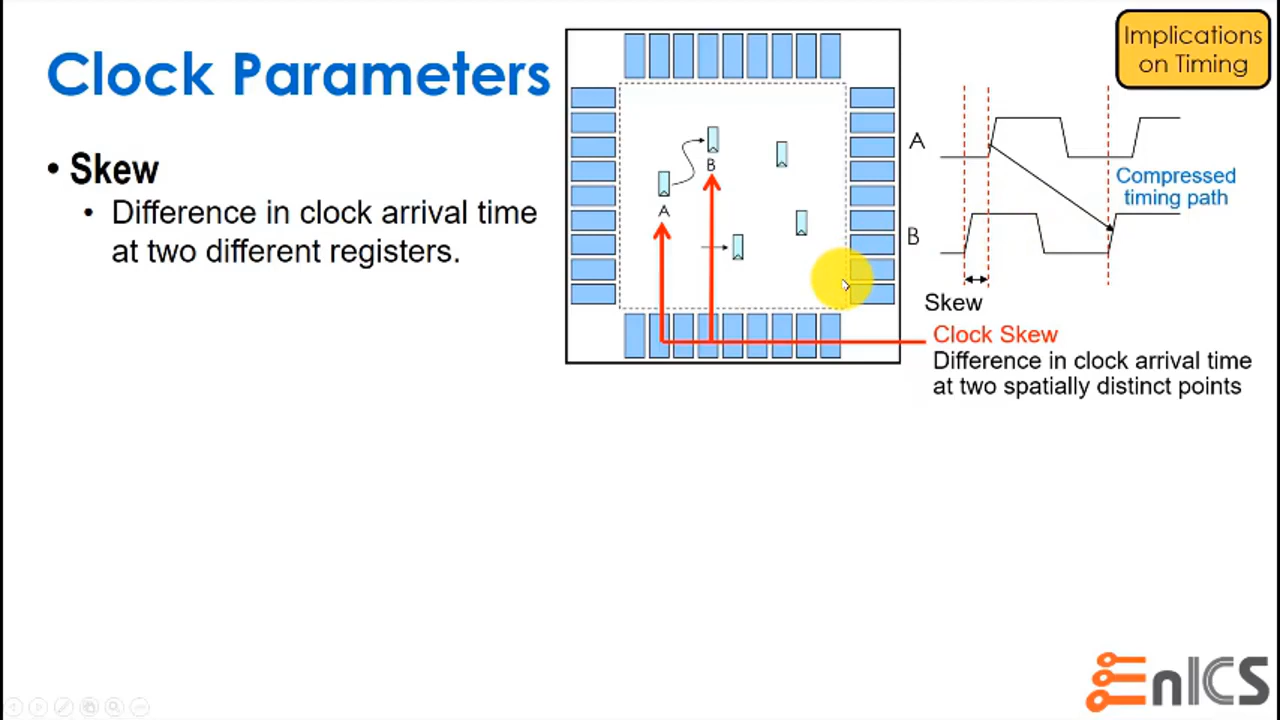 Clock Parameters
• Skew
• Difference in clock arrival time
at two different registers.
A
B
Implications
on Timing
A
Compressed
timing path
B
Skew
Clock Skew
Difference in clock arrival time
at two spatially distinct points
EnICS